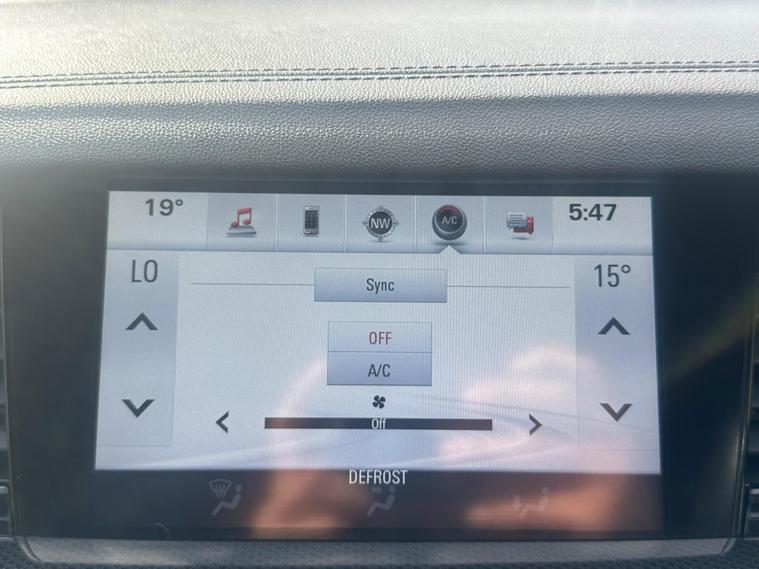 19°
NW
A/C
5:47
LO
Sync
15°
OFF
A/C
Off
DEFROST